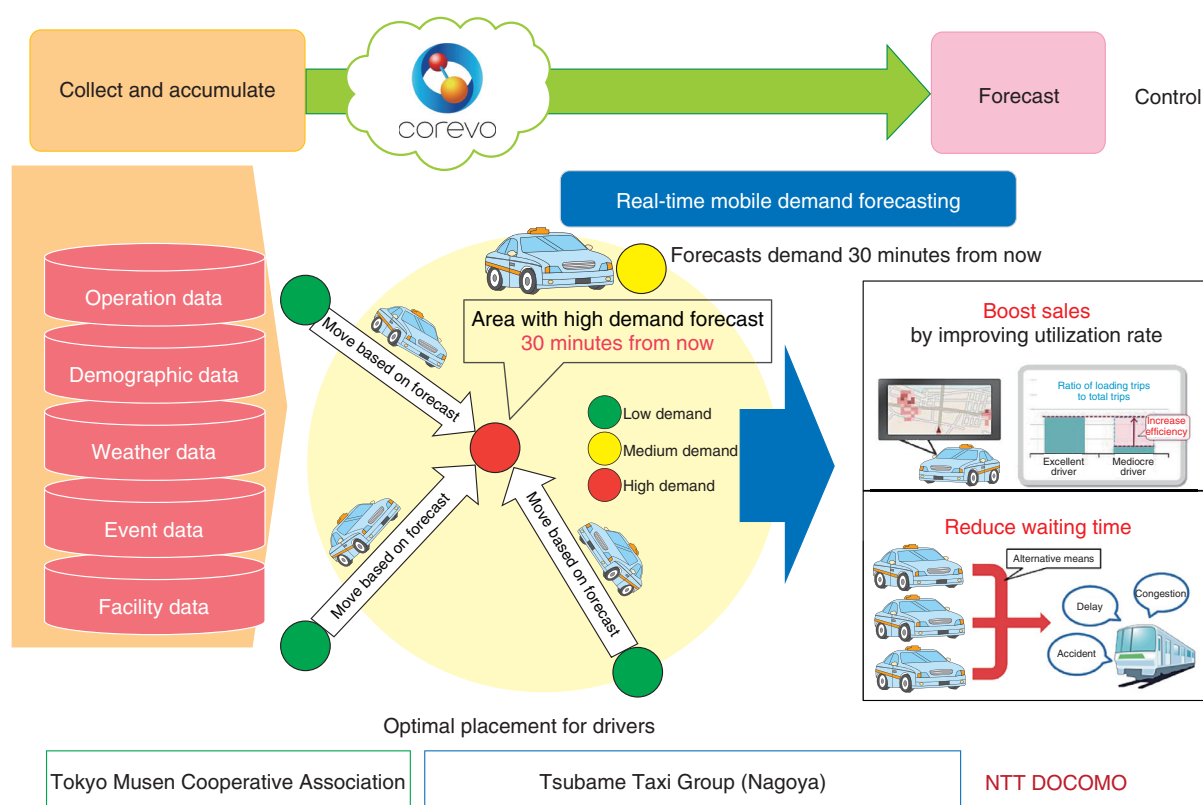 Collect and accumulate
corevo
Forecast
Control
Real-time mobile demand forecasting
Forecasts demand 30 minutes from now
Operation data
Demographic data
Weather data
Event data
Facility data
Move based on forecast
Area with high demand forecast
30 minutes from now
Low demand
Medium demand
High demand
Move based on forecast
Move based on forecast
Boost sales
by improving utilization rate
Ratio of loading trips
to total trips
Increase
efficiency
Excellent
driver
Mediocre
driver
Reduce waiting time
Alternative means
Delay
Congestion
Accident
Optimal placement for drivers
Tokyo Musen Cooperative Association
Tsubame Taxi Group (Nagoya)
NTT DOCOMO